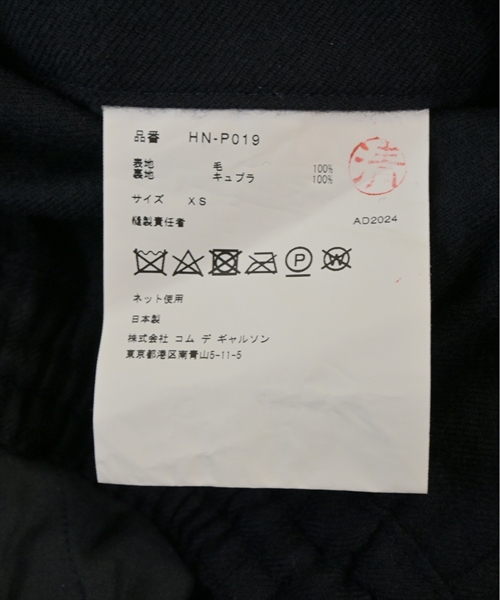 品番 HN-P019
表地 毛 100%
裏地 キュプラ 100%
済
サイズ XS
縫製責任者 AD2024
P W
ネット使用
日本製
株式会社 コム デ ギャルソン
東京都港区南青山5-11-5